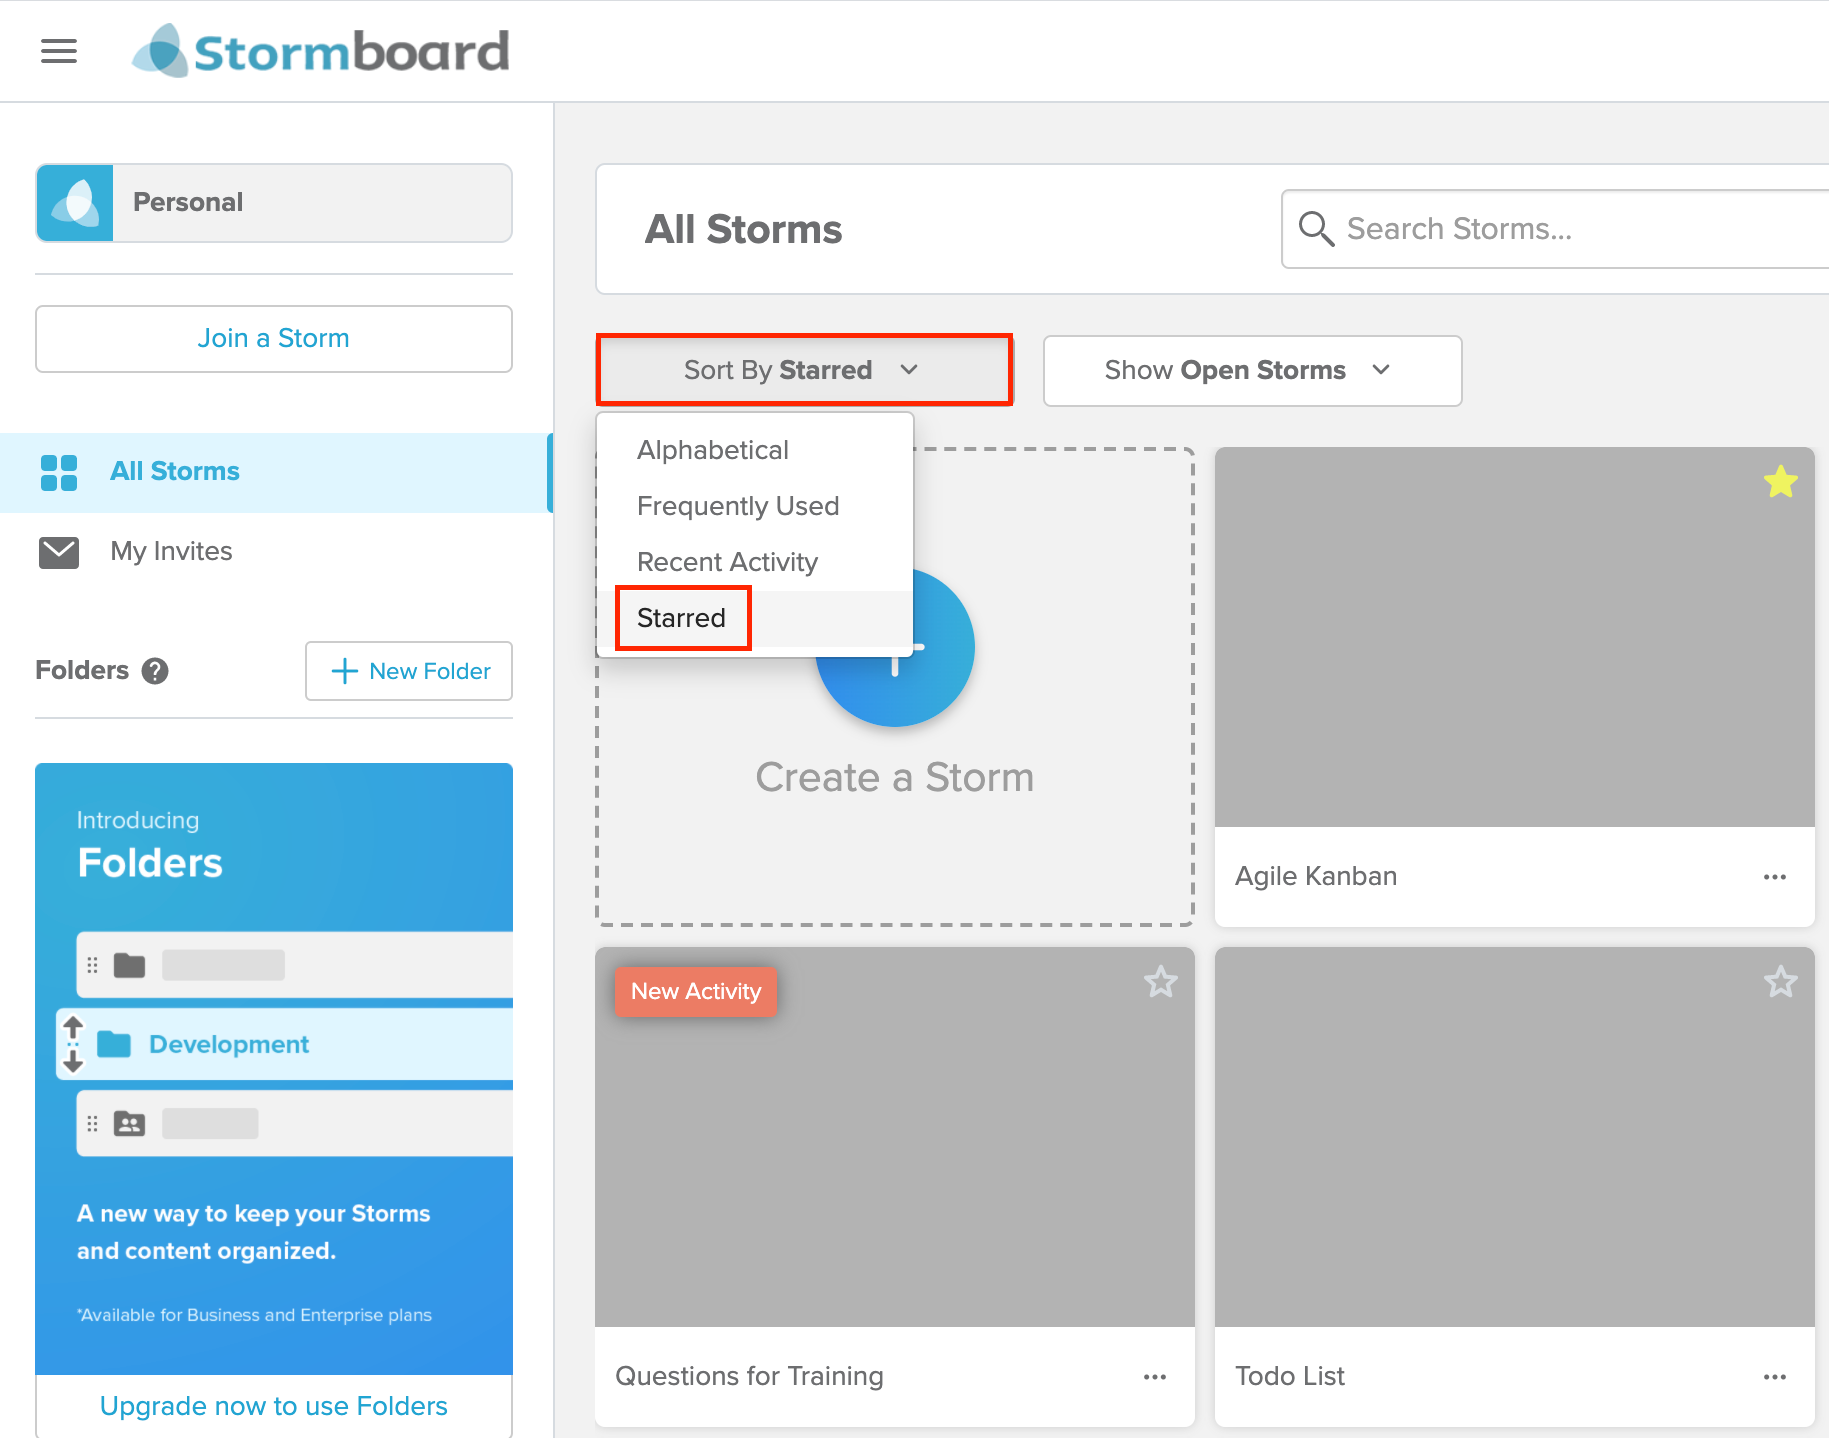 Stormboard
Personal
All Storms
Search Storms...
Join a Storm
Sort By Starred
Show Open Storms
Alphabetical
Frequently Used
Recent Activity
Starred
All Storms
My Invites
Folders ?
+ New Folder
Create a Storm
Introducing
Folders
Agile Kanban
...
Development
New Activity
A new way to keep your Storms
and content organized.
*Available for Business and Enterprise plans
Questions for Training
...
Todo List
...
Upgrade now to use Folders